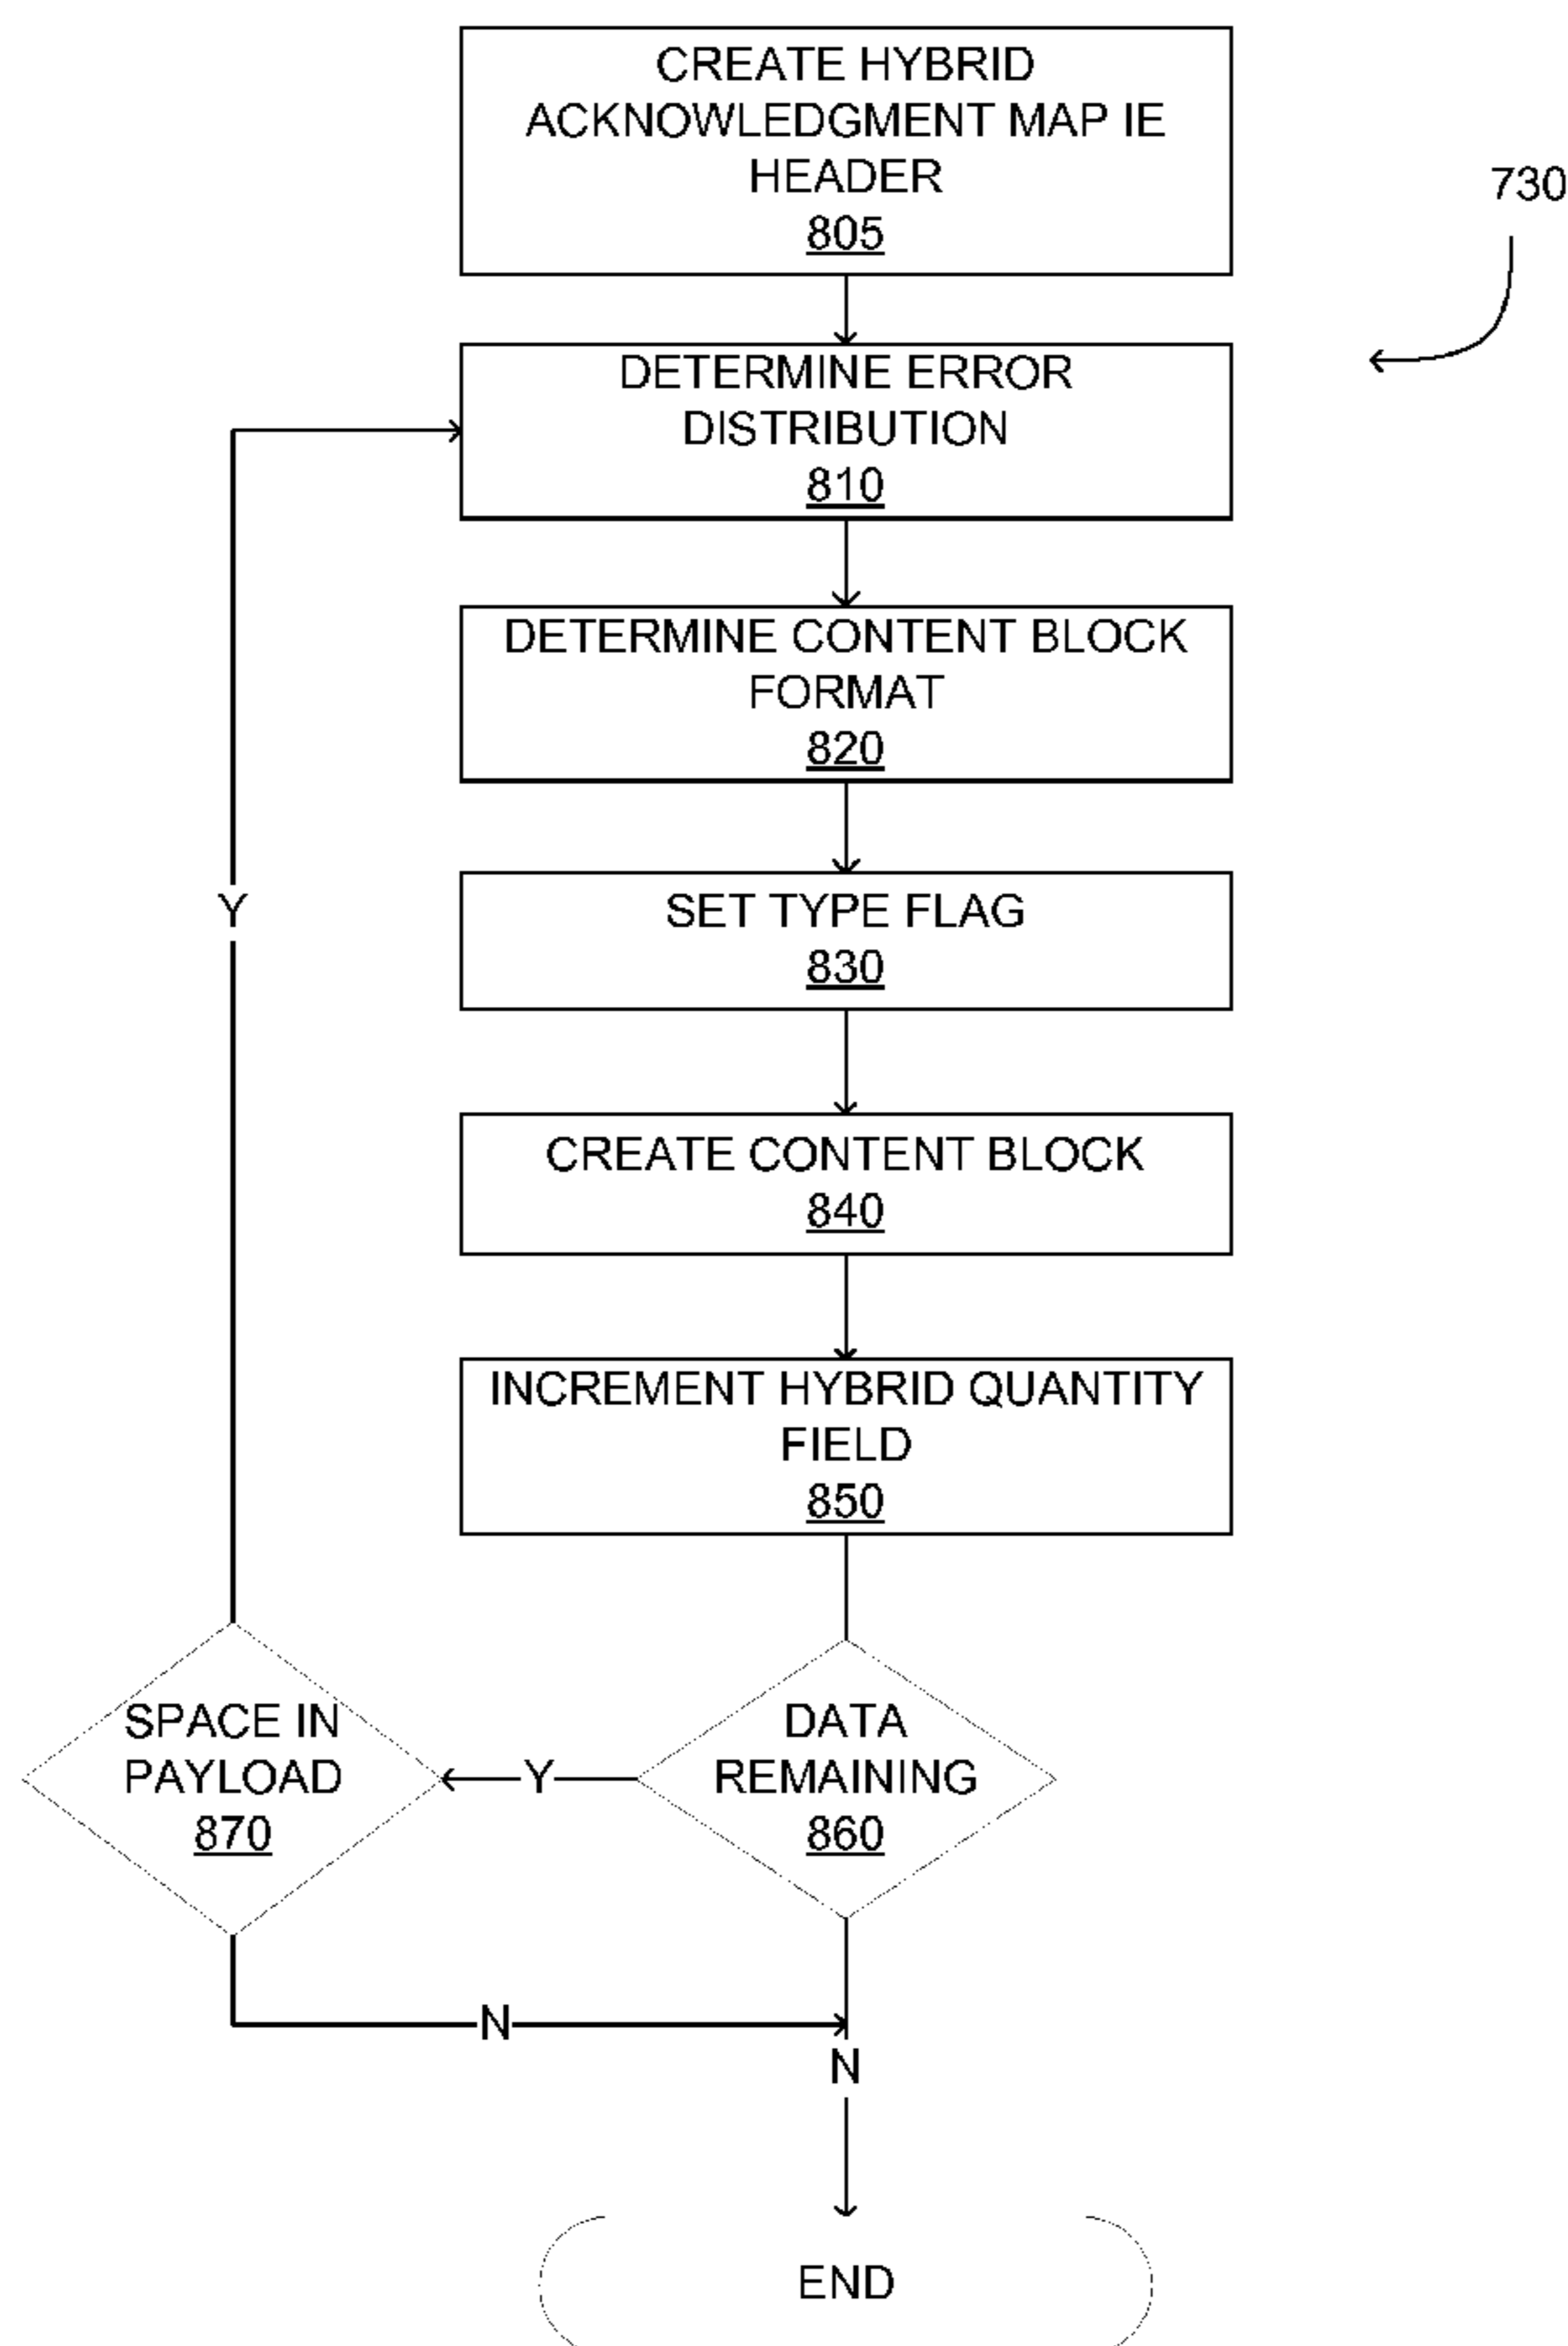 CREATE HYBRID
ACKNOWLEDGMENT MAP IE
HEADER
805
730
DETERMINE ERROR
DISTRIBUTION
810
DETERMINE CONTENT BLOCK
FORMAT
820
Y
SET TYPE FLAG
830
CREATE CONTENT BLOCK
840
INCREMENT HYBRID QUANTITY
FIELD
850
SPACE IN
PAYLOAD
870
Y
DATA
REMAINING
860
N
N
END